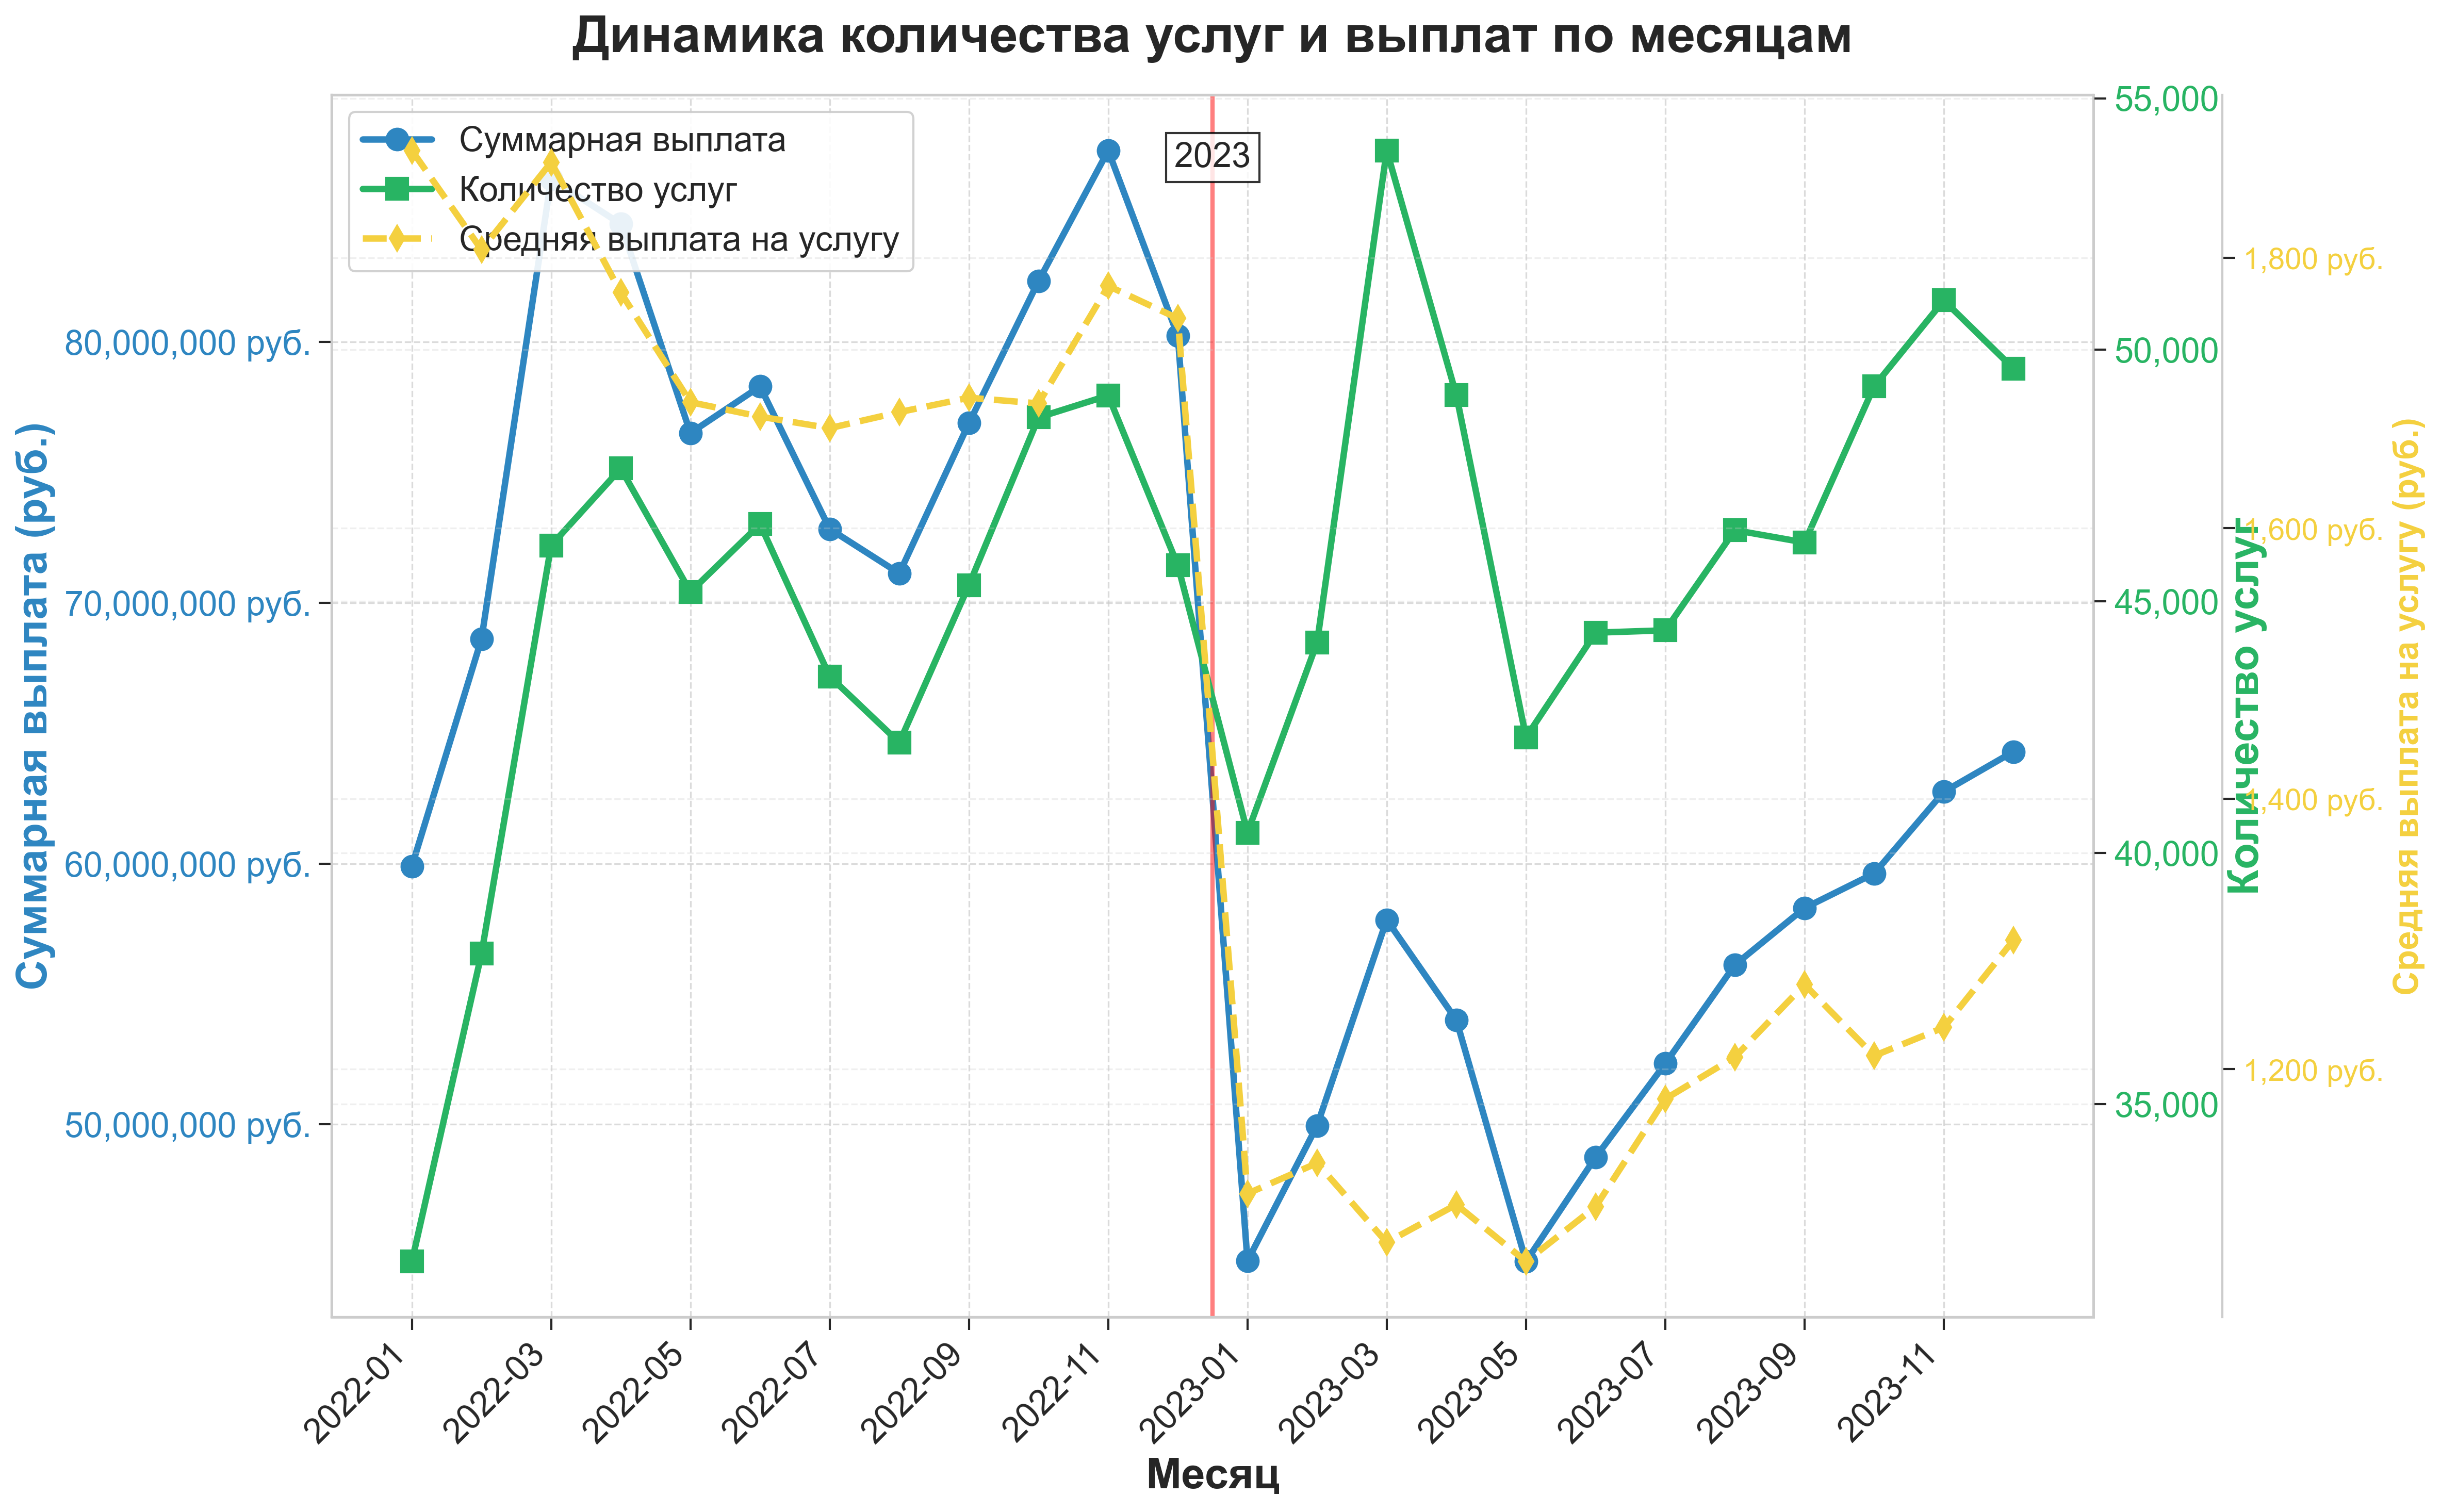 Динамика количества услуг и выплат по месяцам
Суммарная выплата
Количество услуг
Средняя выплата на услугу
2023
Суммарная выплата (руб.)
80,000,000 руб.
70,000,000 руб.
60,000,000 руб.
50,000,000 руб.
55,000
50,000
45,000
40,000
35,000
Количество услуг
1,800 руб.
1,600 руб.
1,400 руб.
1,200 руб.
Средняя выплата на услугу (руб.)
2022-01
2022-03
2022-05
2022-07
2022-09
2022-11
2023-01
2023-03
2023-05
2023-07
2023-09
2023-11
Месяц